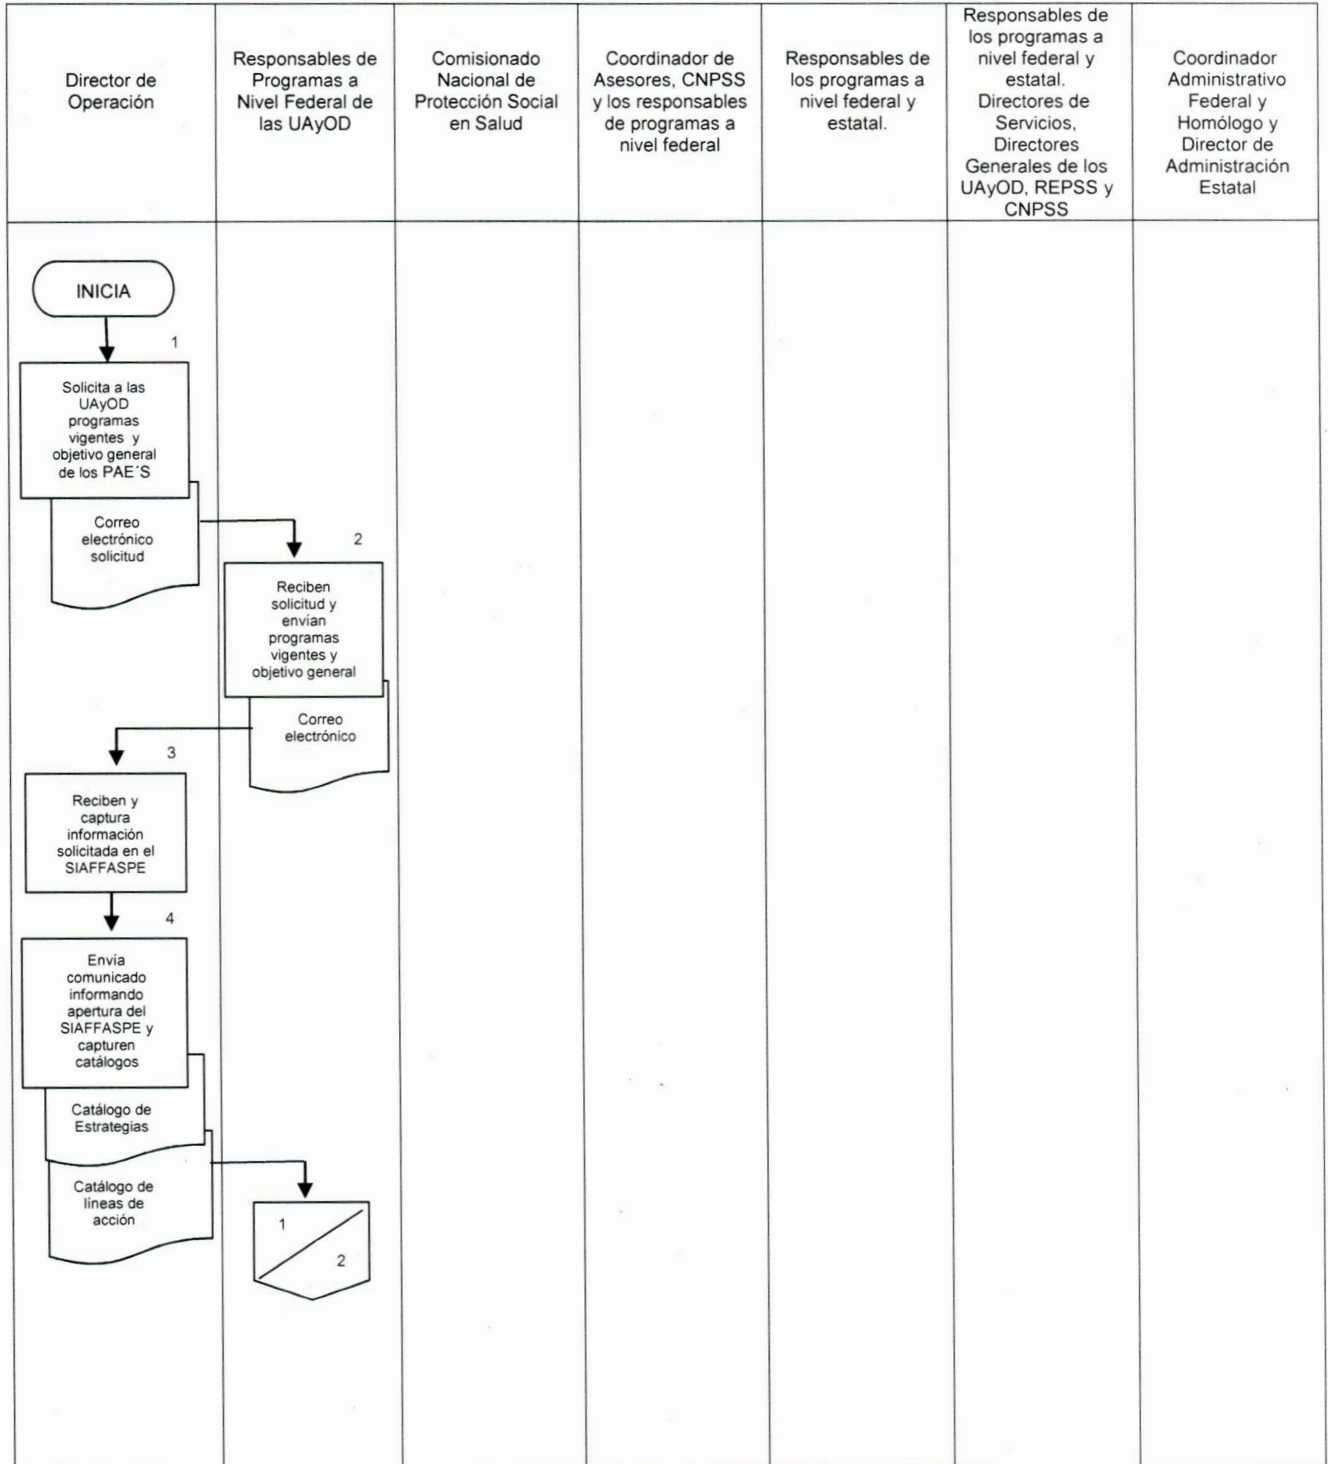 Director de
Operación
Responsables de
Programas a
Nivel Federal de
las UAyOD
Comisionado
Nacional de
Protección Social
en Salud
Coordinador de
Asesores, CNPSS
y los responsables
de programas a
nivel federal
Responsables de
los programas a
nivel federal y
estatal.
Responsables de
los programas a
nivel federal y
estatal.
Directores de
Servicios,
Directores
Generales de los
UAyOD, REPSS y
CNPSS
Coordinador
Administrativo
Federal y
Homólogo y
Director de
Administración
Estatal
INICIA
1
Solicita a las
UAyOD
programas
vigentes y
objetivo general
de los PAE´S
Correo
electrónico
solicitud
2
Reciben
solicitud y
envían
programas
vigentes y
objetivo general
Correo
electrónico
3
Reciben y
captura
información
solicitada en el
SIAFFASPE
4
Envía
comunicado
informando
apertura del
SIAFFASPE y
capturen
catálogos
Catálogo de
Estrategias
Catálogo de
líneas de
acción
1
2